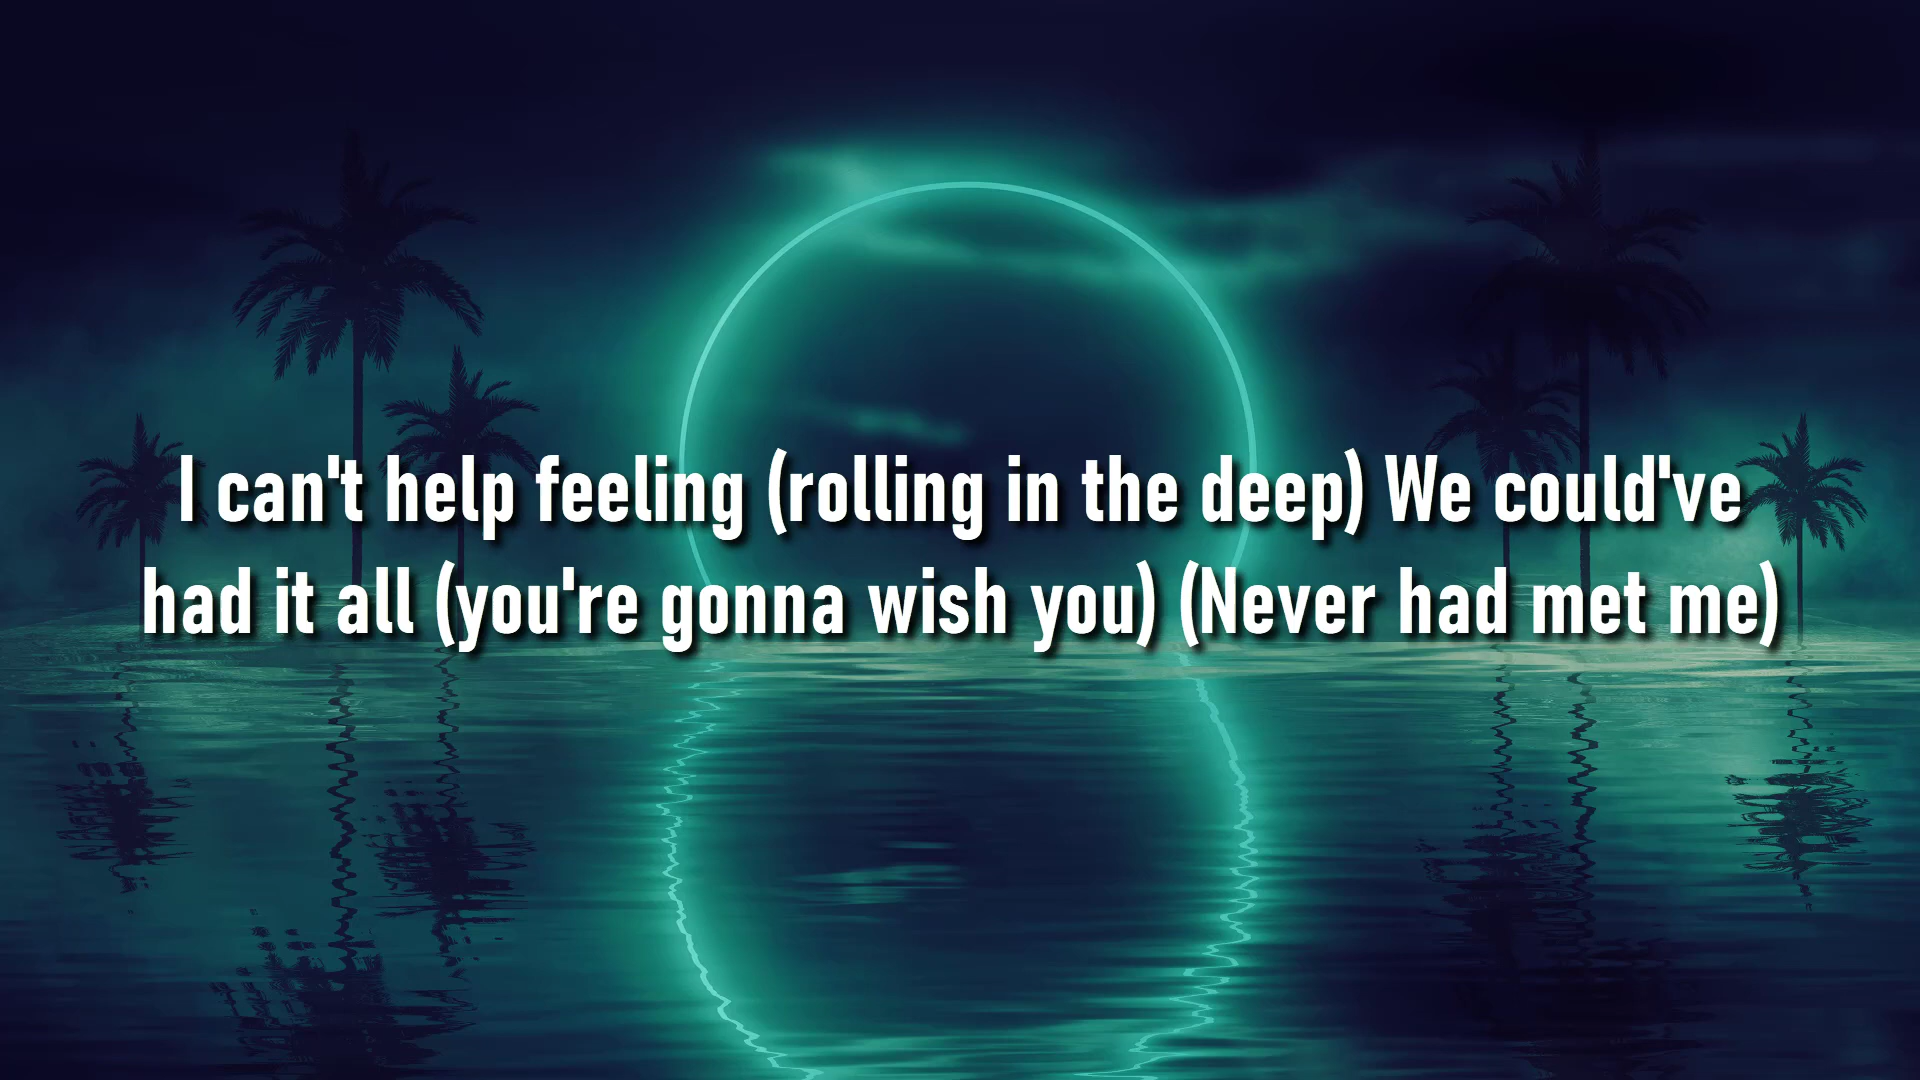 I can't help feeling (rolling in the deep) We could've
had it all (you're gonna wish you) (Never had met me)